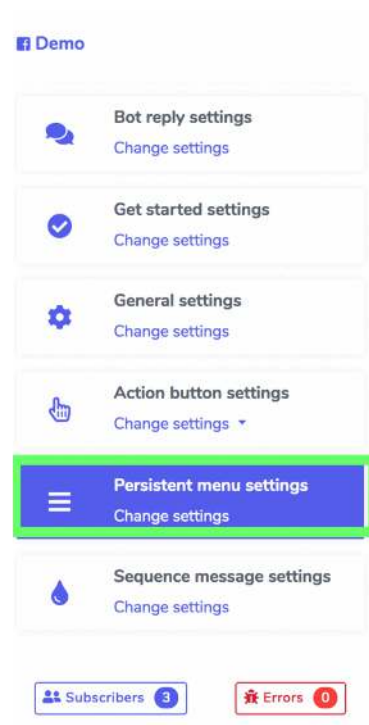 Demo
Bot reply settings
Change settings
Get started settings
Change settings
General settings
Change settings
Action button settings
Change settings
Persistent menu settings
Change settings
Sequence message settings
Change settings
Subscribers 3
Errors 0